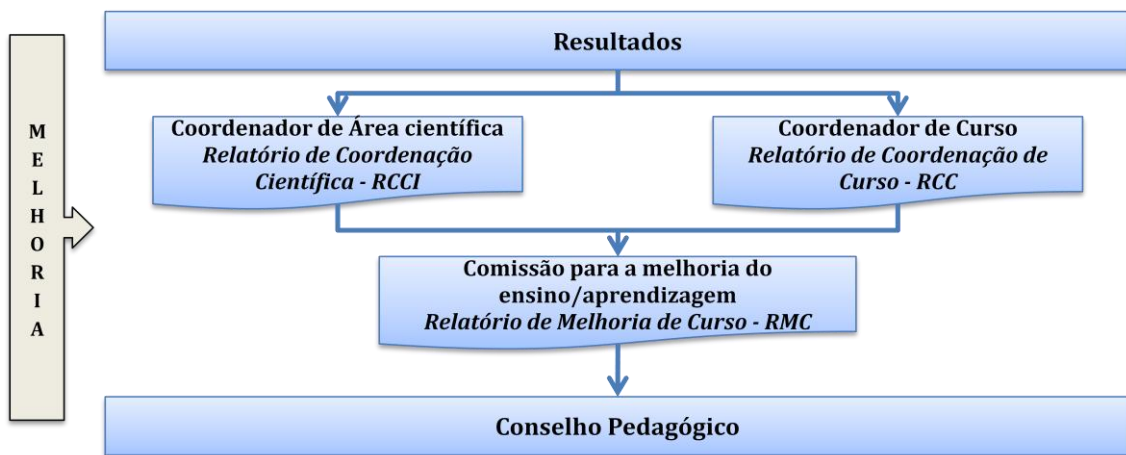 MELHORIA
Resultados
Coordenador de Área científica
Relatório de Coordenação
Científica - RCCI
Coordenador de Curso
Relatório de Coordenação de
Curso - RCC
Comissão para a melhoria do
ensino/aprendizagem
Relatório de Melhoria de Curso - RMC
Conselho Pedagógico